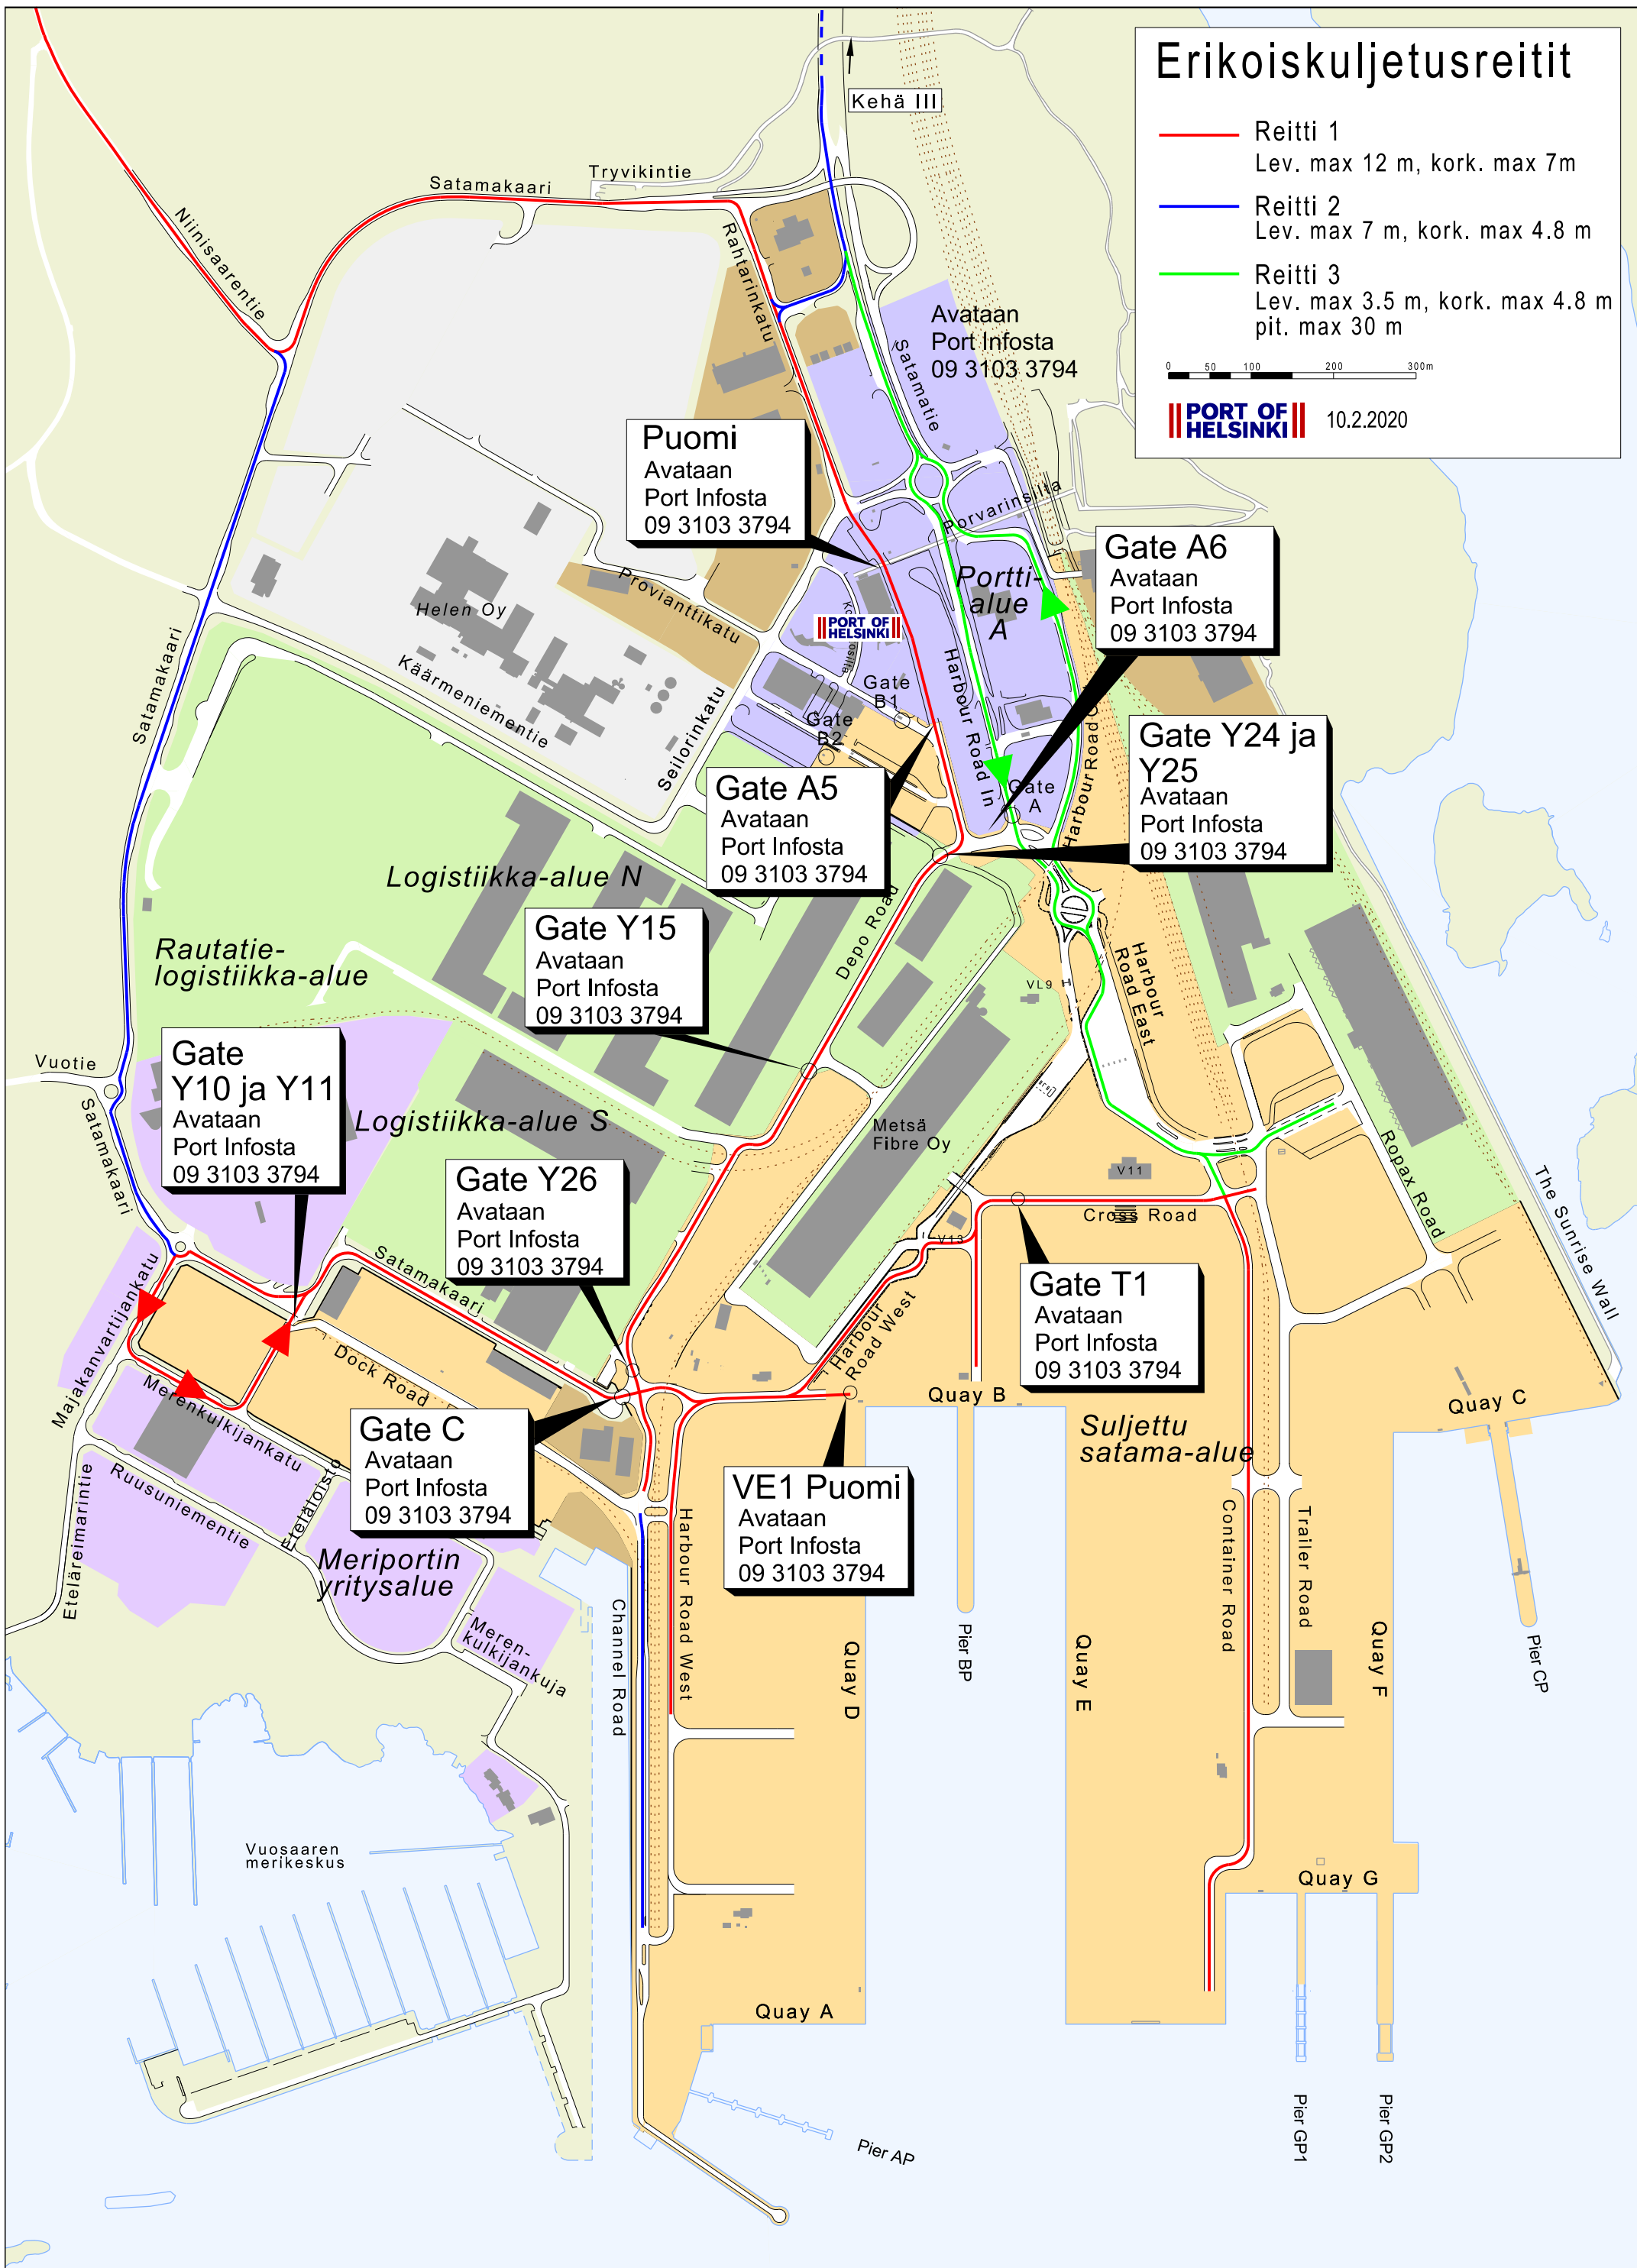 Erikoiskuljetusreitit
Reitti 1
Lev. max 12 m, kork. max 7m
Reitti 2
Lev. max 7 m, kork. max 4.8 m
Reitti 3
Lev. max 3.5 m, kork. max 4.8 m
pit. max 30 m
0 50 100 200 300m
PORT OF
HELSINKI
10.2.2020
Kehä III
Tryvikintie
Satamakaari
Niinisaarentie
Rahtarinkatu
Satamatie
Avataan
Port Infosta
09 3103 3794
Puomi
Avataan
Port Infosta
09 3103 3794
Porvarinsilta
Gate A6
Avataan
Port Infosta
09 3103 3794
Portti-
alue
A
Helen Oy
Provianttikatu
PORT OF
HELSINKI
Käärmeniementie
Satamakaari
Seilorinkatu
Gate
B1
Gate
B2
Harbour Road In
Harbour Road
Gate
A
Gate Y24 ja
Y25
Avataan
Port Infosta
09 3103 3794
Gate A5
Avataan
Port Infosta
09 3103 3794
Logistiikka-alue N
Depo Road
Gate Y15
Avataan
Port Infosta
09 3103 3794
Rautatie-
logistiikka-alue
VL9
Harbour
Road East
Gate
Y10 ja Y11
Avataan
Port Infosta
09 3103 3794
Vuotie
Satamakaari
Logistiikka-alue S
Metsä
Fibre Oy
V11
Ropax Road
The Sunrise Wall
Gate Y26
Avataan
Port Infosta
09 3103 3794
Cross Road
V13
Satamakaari
Gate T1
Avataan
Port Infosta
09 3103 3794
Majakanvartijankatu
Dock Road
Harbour
Road West
Merenkulkijankatu
Quay B
Quay C
Gate C
Avataan
Port Infosta
09 3103 3794
Suljettu
satama-alue
VE1 Puomi
Avataan
Port Infosta
09 3103 3794
Ruusuniementie
Eteläloisto
Eteläreimarintie
Meriportin
yritysalue
Meren-
kulkijankuja
Channel Road
Harbour Road West
Quay D
Pier BP
Quay E
Container Road
Trailer Road
Quay F
Pier CP
Vuosaaren
merikeskus
Quay G
Quay A
Pier AP
Pier GP1
Pier GP2